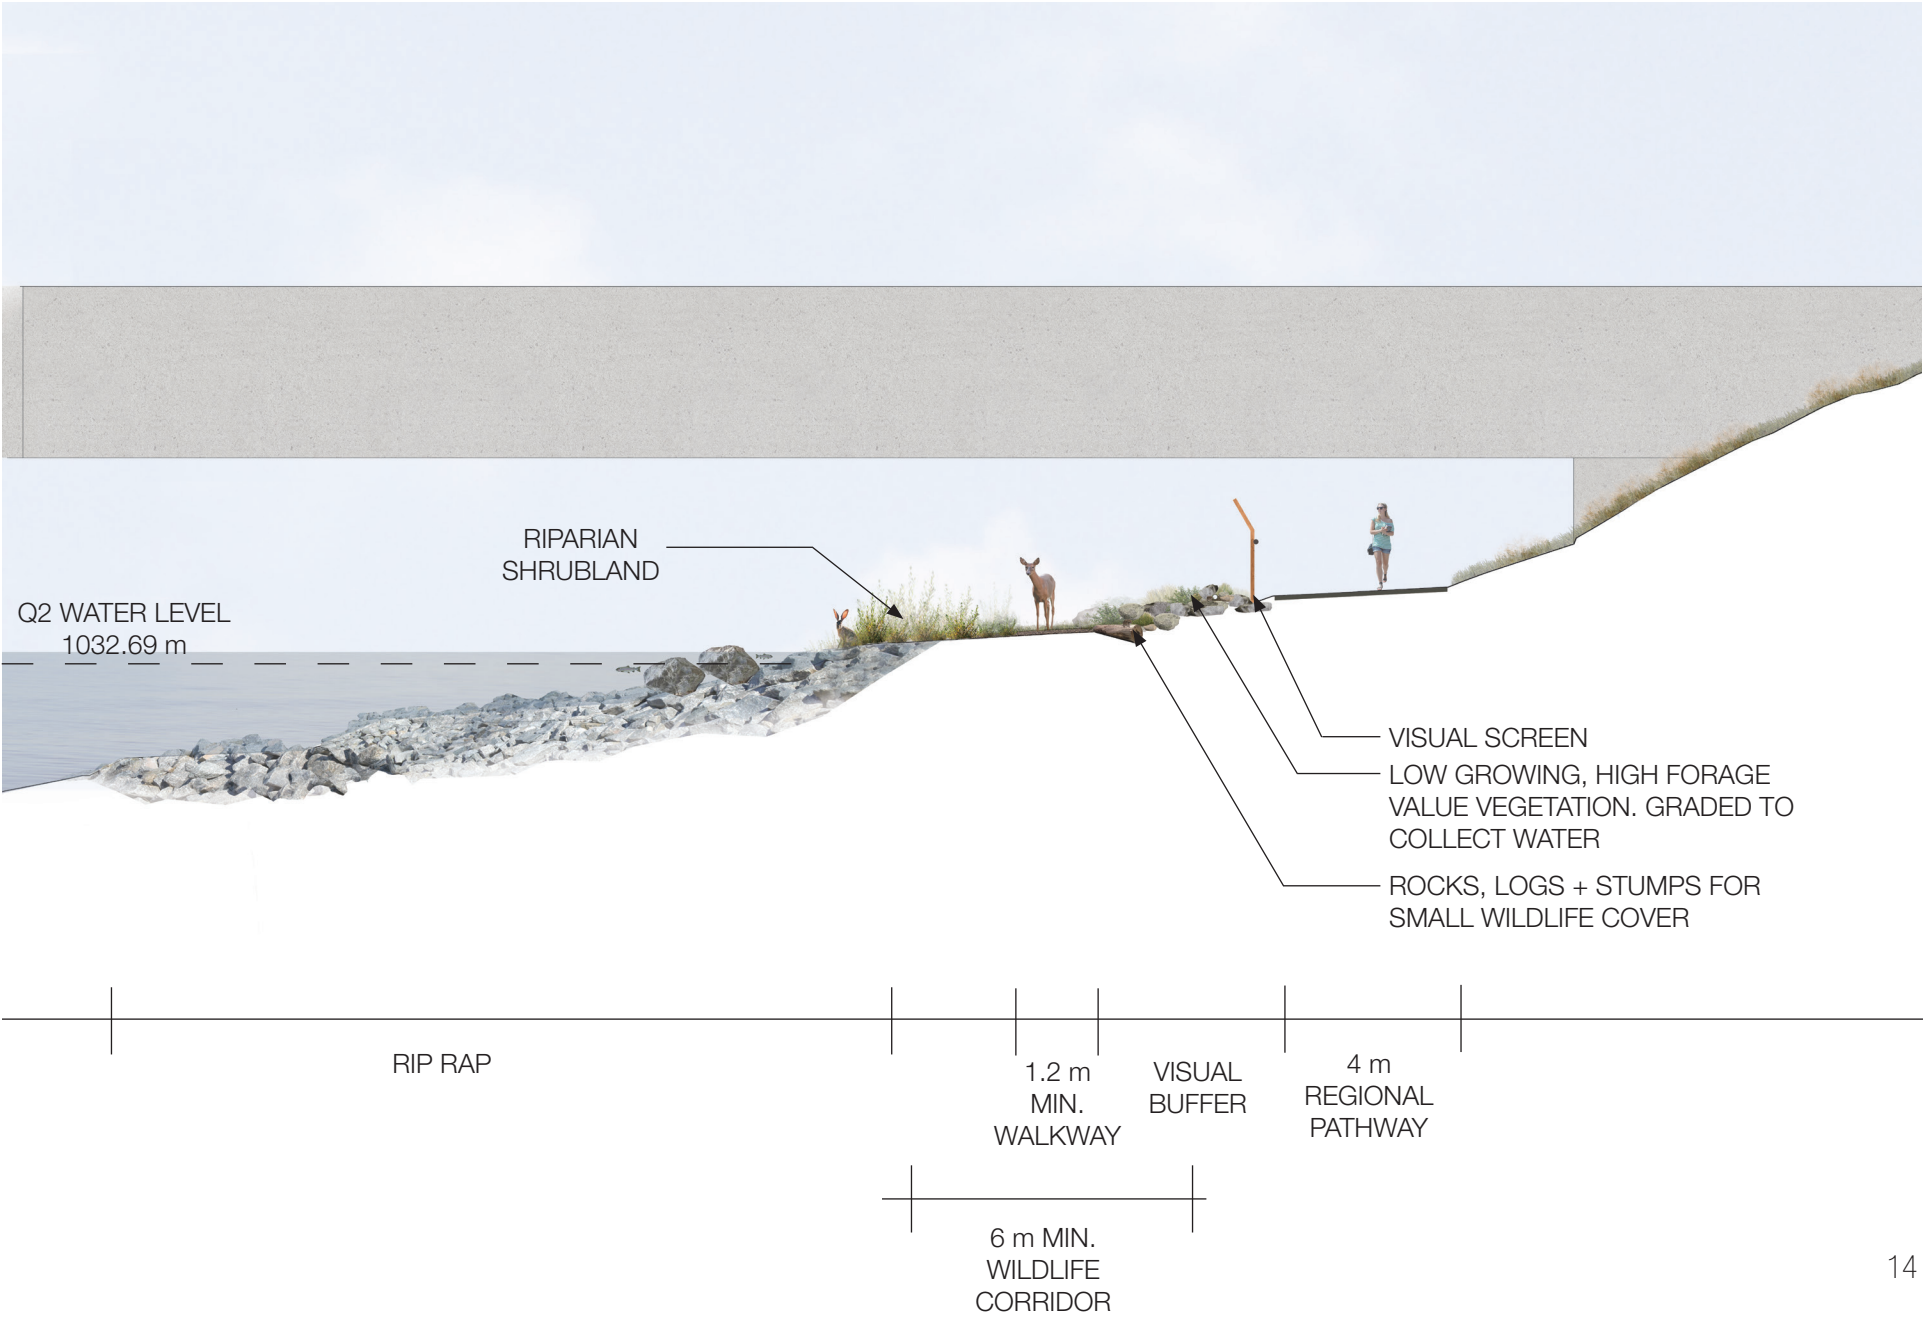 RIPARIAN
SHRUBLAND
Q2 WATER LEVEL
1032.69 m
VISUAL SCREEN
LOW GROWING, HIGH FORAGE
VALUE VEGETATION. GRADED TO
COLLECT WATER
ROCKS, LOGS + STUMPS FOR
SMALL WILDLIFE COVER
RIP RAP
1.2 m
MIN.
WALKWAY
VISUAL
BUFFER
4 m
REGIONAL
PATHWAY
6 m MIN.
WILDLIFE
CORRIDOR
14